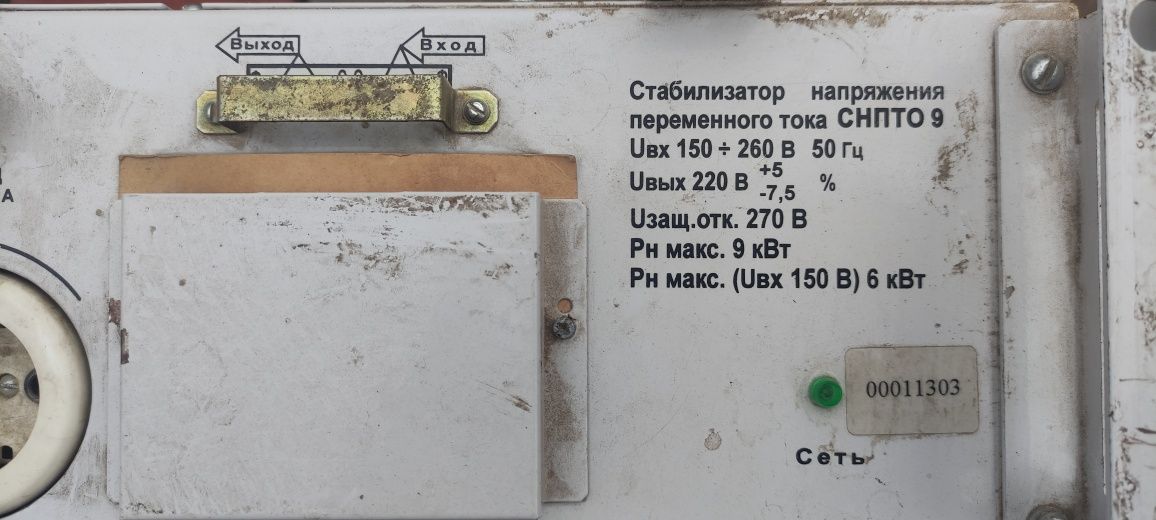 Выход
Вход
Стабилизатор напряжения
переменного тока СНПТО 9
Uвх 150 ÷ 260 В 50 Гц
Uвых 220 В +5 -7,5 %
Uзащ.отк. 270 В
Рн макс. 9 кВт
Рн макс. (Uвх 150 В) 6 кВт
А
00011303
Сеть